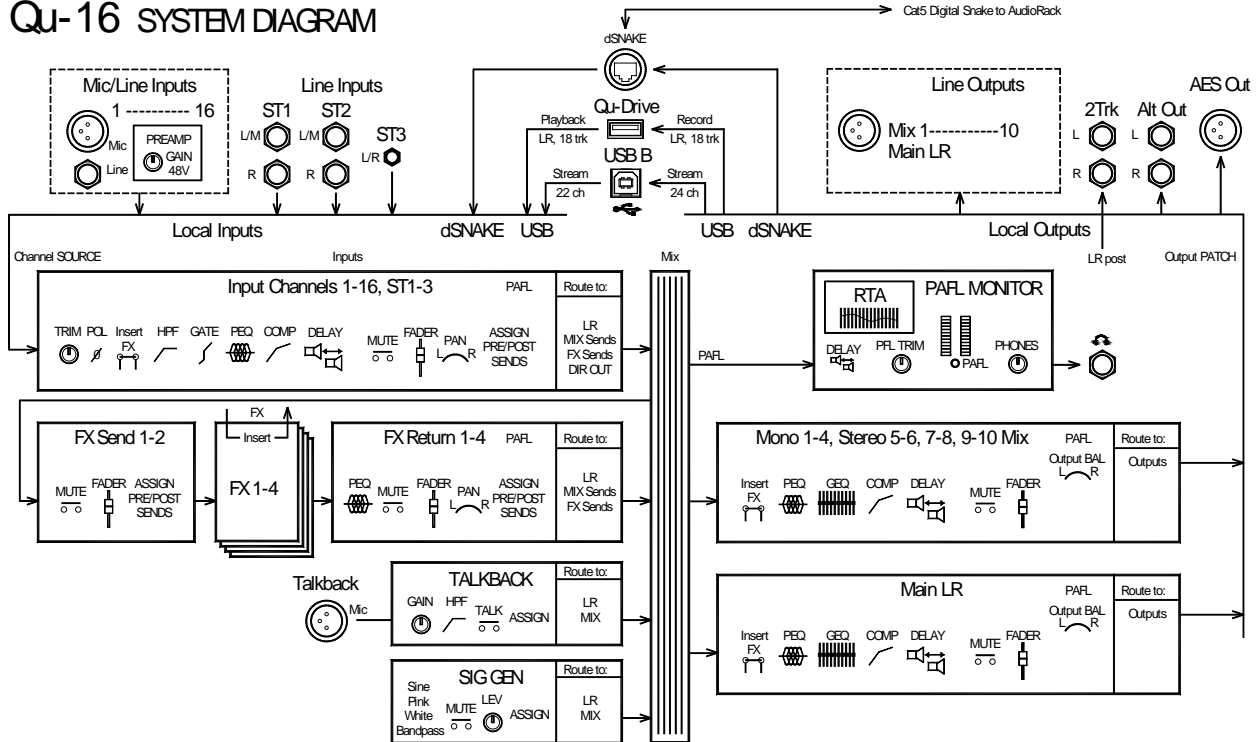 Qu-16 SYSTEM DIAGRAM
Cat5 Digital Snake to AudioRack
dSNAKE
Mic/Line Inputs
1 ---------- 16
Mic
Line
PREAMP
GAIN
48V
Line Inputs
ST1
ST2
ST3
L/M
L/M
L/R
R
R
Qu-Drive
Playback
LR, 18 trk
Record
LR, 18 trk
USB B
Stream
22 ch
Stream
24 ch
Line Outputs
Mix 1-----------10
Main LR
2Trk
Alt Out
AES Out
L
L
R
R
Local Inputs
dSNAKE
USB
USB
dSNAKE
Local Outputs
Channel SOURCE
Inputs
Mix
LR post
Output PATCH
Input Channels 1-16, ST1-3
PAFL
Route to:
TRIM
POL
Insert
FX
HPF
GATE
PEQ
COMP
DELAY
MUTE
FADER
PAN
L
R
ASSIGN
PRE/POST
SENDS
LR
MIX Sends
FX Sends
DIR OUT
PAFL
RTA
PAFL MONITOR
DELAY
PFL TRIM
PAFL
PHONES
FX
Insert
FX Send 1-2
MUTE
FADER
ASSIGN
PRE/POST
SENDS
FX 1-4
FX Return 1-4
PAFL
Route to:
PEQ
MUTE
FADER
PAN
L
R
ASSIGN
PRE/POST
SENDS
LR
MIX Sends
FX Sends
Mono 1-4, Stereo 5-6, 7-8, 9-10 Mix
PAFL
Route to:
Output BAL
L
R
Outputs
Insert
FX
PEQ
GEQ
COMP
DELAY
MUTE
FADER
Talkback
Mic
TALKBACK
Route to:
GAIN
HPF
TALK
ASSIGN
LR
MIX
Main LR
PAFL
Route to:
Output BAL
L
R
Outputs
Insert
FX
PEQ
GEQ
COMP
DELAY
MUTE
FADER
SIG GEN
Route to:
Sine
Pink
White
Bandpass
MUTE
LEV
ASSIGN
LR
MIX